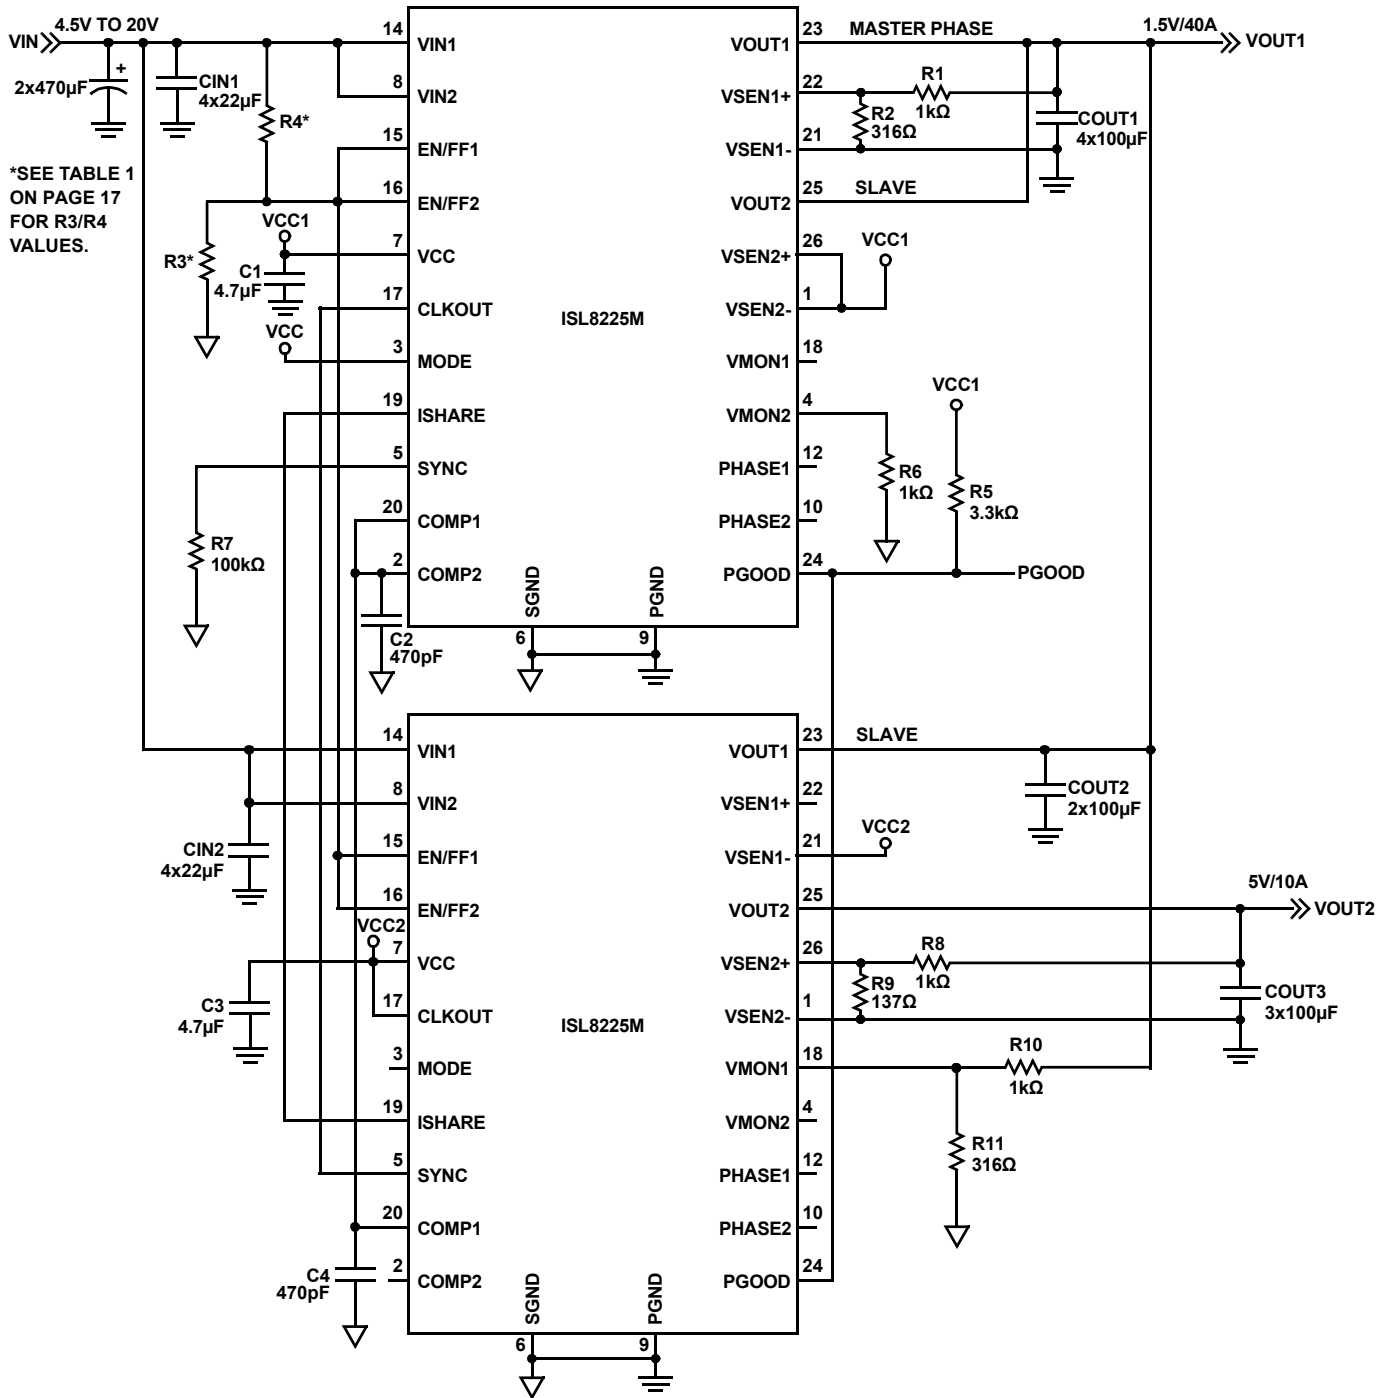 VIN
4.5V TO 20V
2x470µF
+
CIN1
4x22µF
R4*
*SEE TABLE 1
ON PAGE 17
FOR R3/R4
VALUES.
R3*
VCC1
C1
4.7µF
VCC
R7
100kΩ
C2
470pF
14
8
15
16
7
17
3
19
5
20
2
VIN1
VIN2
EN/FF1
EN/FF2
VCC
CLKOUT
MODE
ISHARE
SYNC
COMP1
COMP2
ISL8225M
SGND
PGND
6
9
VOUT1
VSEN1+
VSEN1-
VOUT2
VSEN2+
VSEN2-
VMON1
VMON2
PHASE1
PHASE2
PGOOD
23
22
21
25
26
1
18
4
12
10
24
MASTER PHASE
1.5V/40A
VOUT1
R1
1kΩ
R2
316Ω
COUT1
4x100µF
SLAVE
VCC1
VCC1
R6
1kΩ
R5
3.3kΩ
PGOOD
CIN2
4x22µF
VCC2
C3
4.7µF
C4
470pF
14
8
15
16
7
17
3
19
5
20
2
VIN1
VIN2
EN/FF1
EN/FF2
VCC
CLKOUT
MODE
ISHARE
SYNC
COMP1
COMP2
ISL8225M
SGND
PGND
6
9
VOUT1
VSEN1+
VSEN1-
VOUT2
VSEN2+
VSEN2-
VMON1
VMON2
PHASE1
PHASE2
PGOOD
23
22
21
25
26
1
18
4
12
10
24
SLAVE
COUT2
2x100µF
VCC2
5V/10A
VOUT2
R8
1kΩ
R9
137Ω
COUT3
3x100µF
R10
1kΩ
R11
316Ω